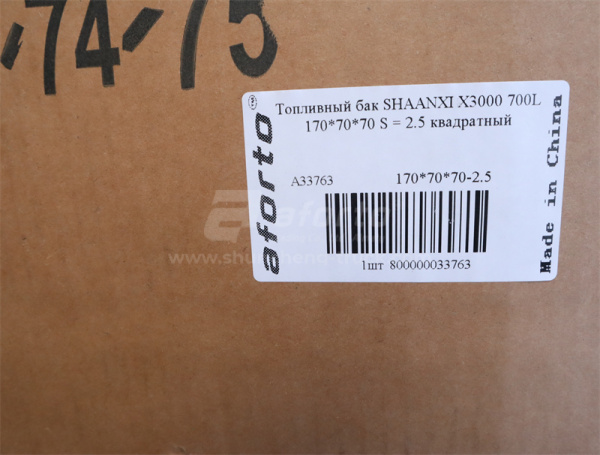 -74-75
aforto
Топливный бак SHAANXI X3000 700L
170*70*70 S = 2.5 квадратный
A33763 170*70*70-2.5
1шт 800000033763
Made in China
aforto